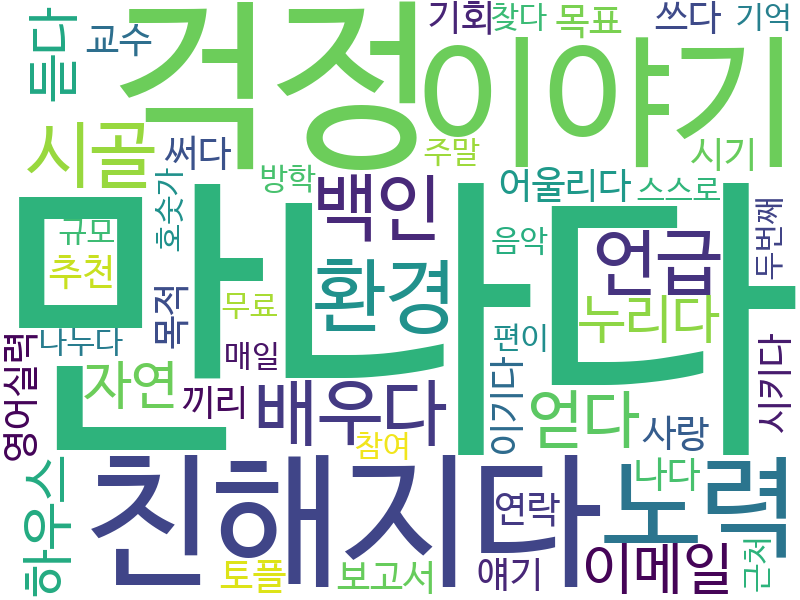 듣다
교수
걱정
기회
찾다
목표
쓰다
기억
이야기
시골
써다
방학
주말
시기
호숫가
백인
어울리다
스스로
두번째
규모
추천
만나다
환경
음악
언급
목적
무료
누리다
나누다
매일
편이
영어실력
자연
끼리
배우다
이기다
얻다
사랑
시키다
참여
하우스
친해지다
연락
나다
노력
토플
보고서
얘기
이메일
근처